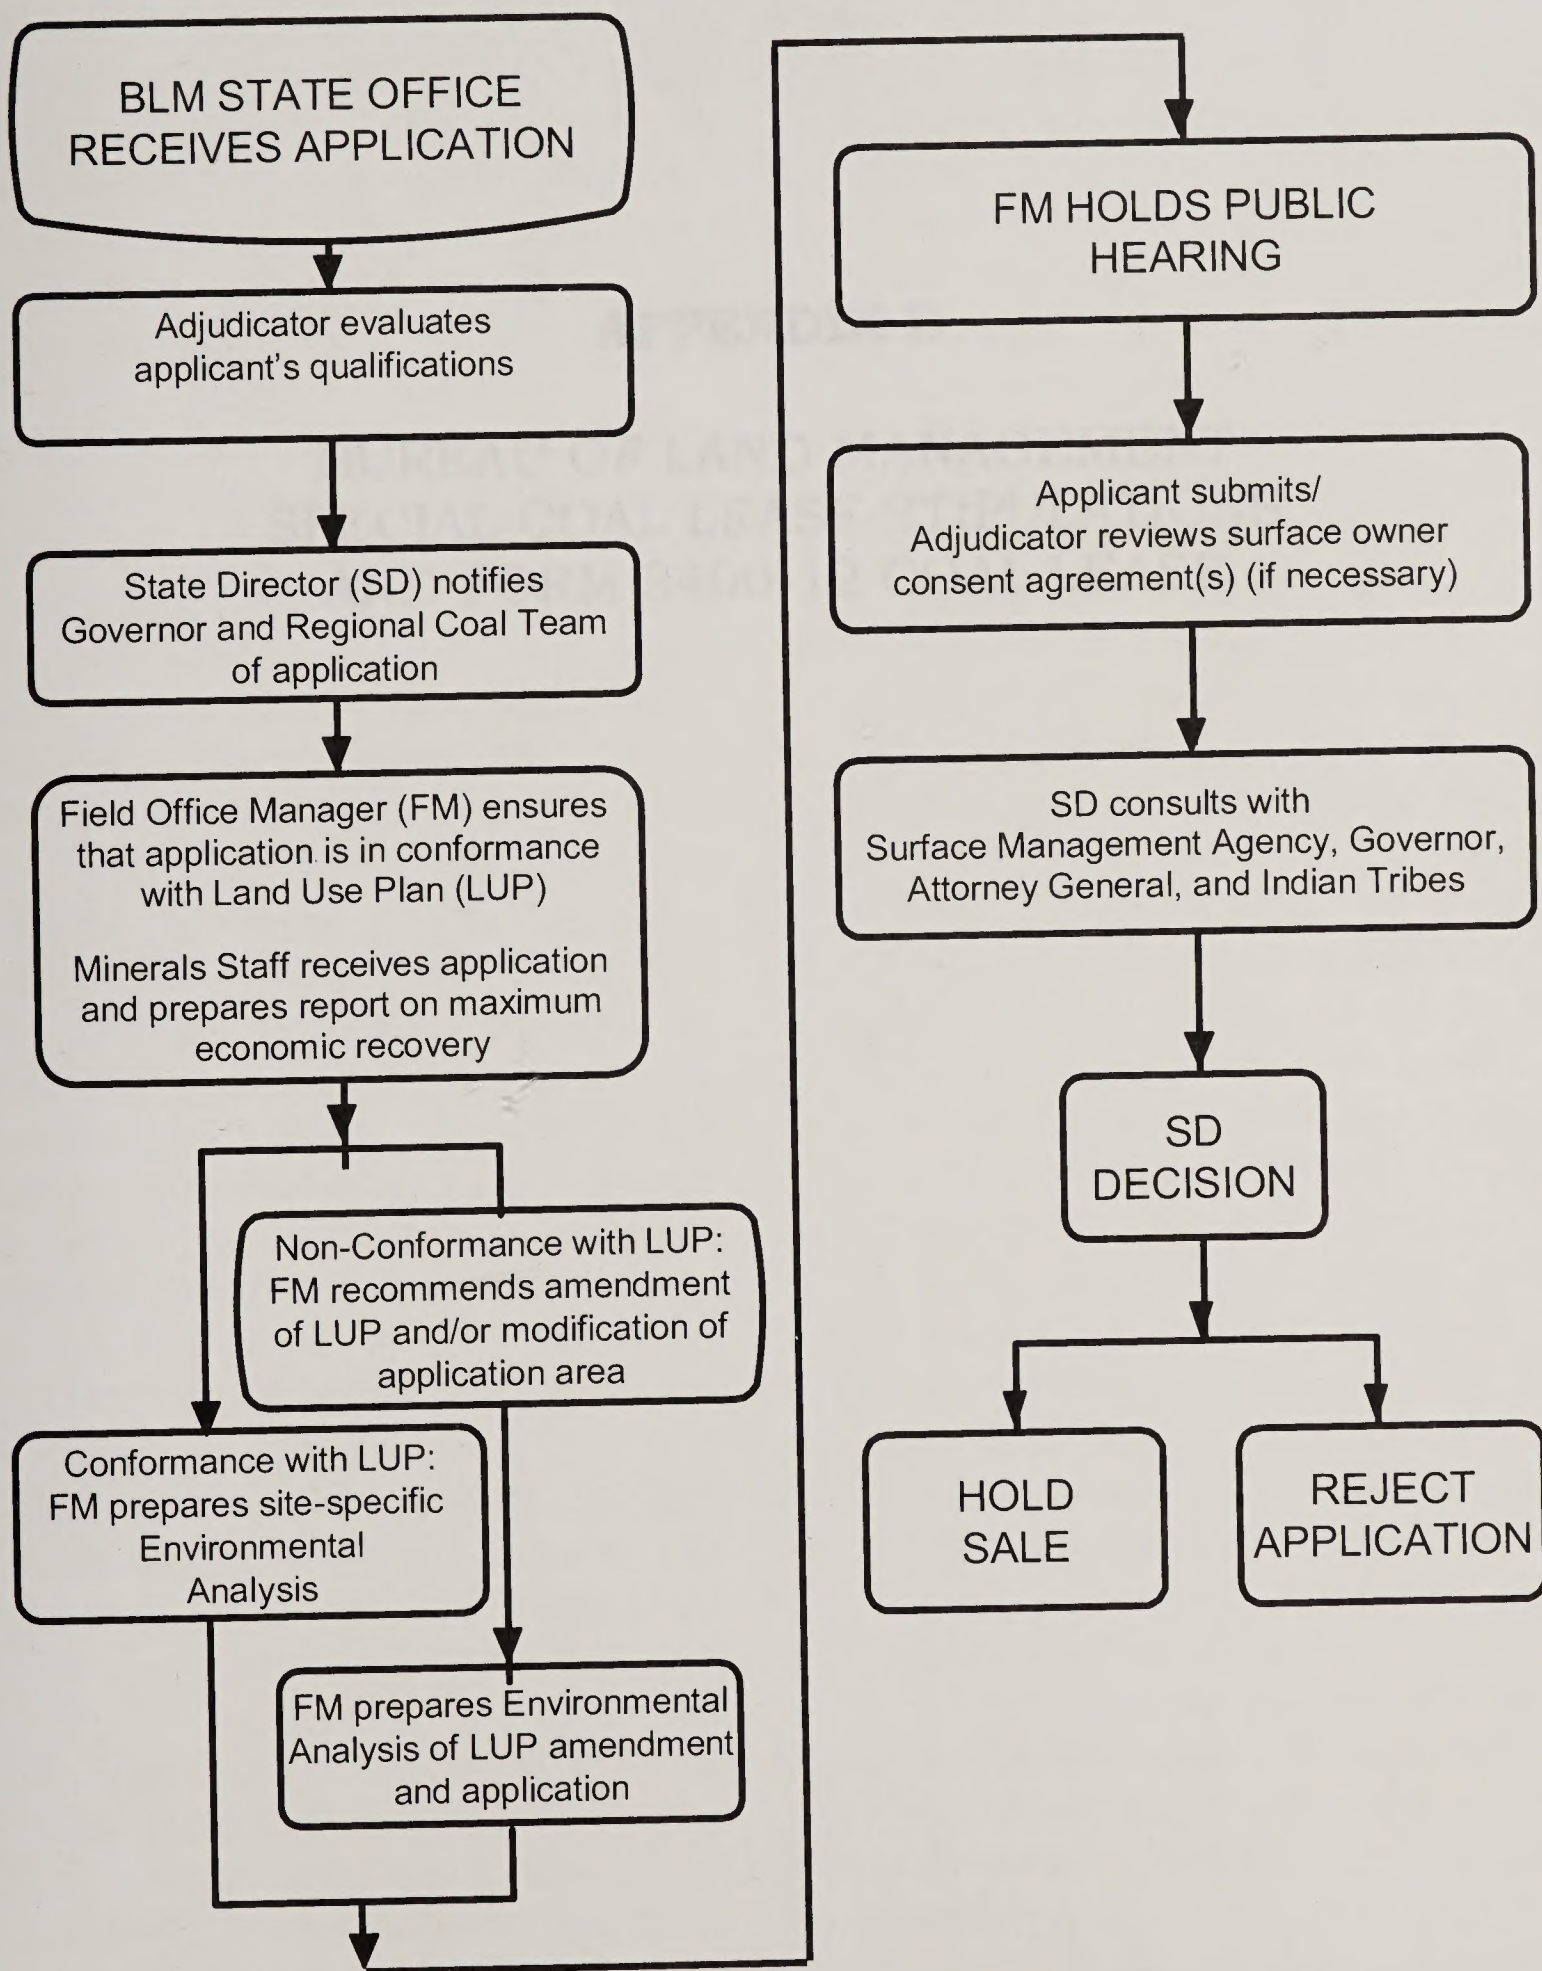 BLM STATE OFFICE
RECEIVES APPLICATION
Adjudicator evaluates
applicant's qualifications
State Director (SD) notifies
Governor and Regional Coal Team
of application
Field Office Manager (FM) ensures
that application is in conformance
with Land Use Plan (LUP)
Minerals Staff receives application
and prepares report on maximum
economic recovery
Non-Conformance with LUP:
FM recommends amendment
of LUP and/or modification of
application area
Conformance with LUP:
FM prepares site-specific
Environmental
Analysis
FM prepares Environmental
Analysis of LUP amendment
and application
FM HOLDS PUBLIC
HEARING
Applicant submits/
Adjudicator reviews surface owner
consent agreement(s) (if necessary)
SD consults with
Surface Management Agency, Governor,
Attorney General, and Indian Tribes
SD
DECISION
HOLD
SALE
REJECT
APPLICATION